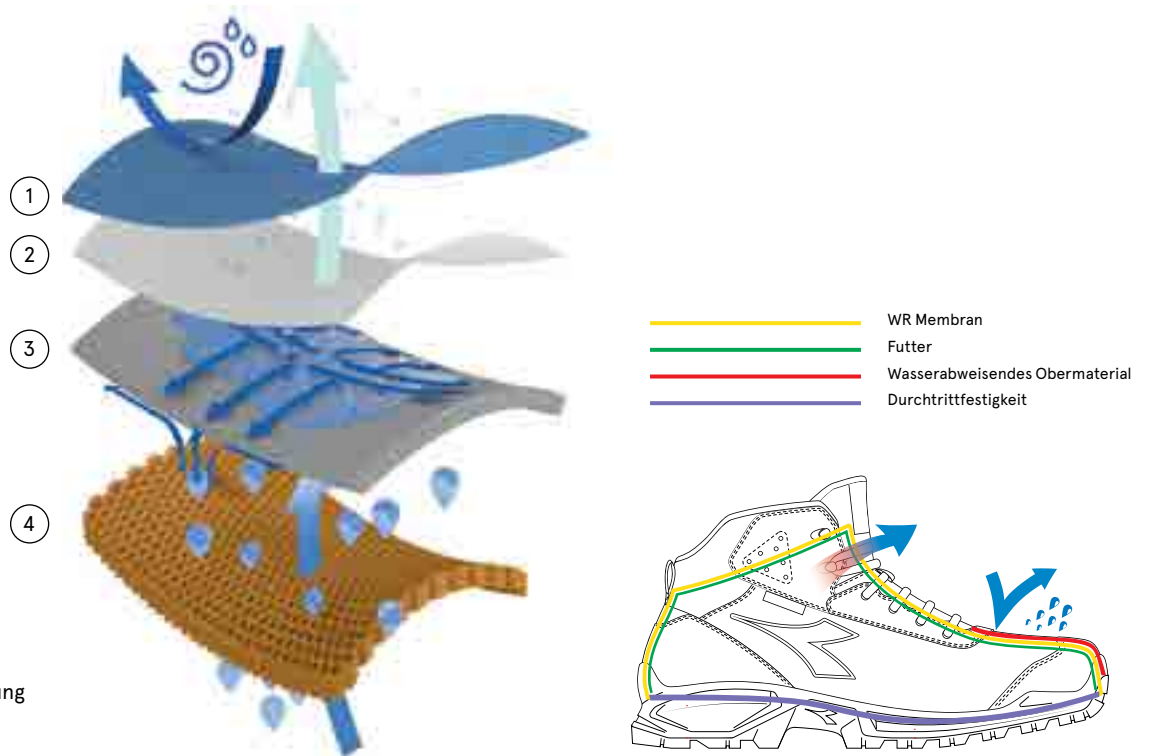 1
2
3
4
WR Membran
Futter
Wasserabweisendes Obermaterial
Durchtrittfestigkeit
ung